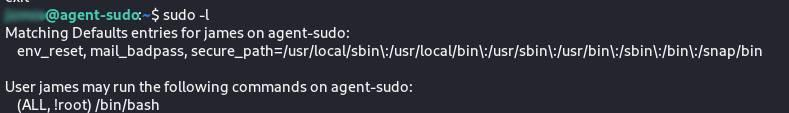 exit
@agent-sudo:~$ sudo -l
Matching Defaults entries for james on agent-sudo:
env_reset, mail_badpass, secure_path=/usr/local/sbin\:/usr/local/bin\:/usr/sbin\:/usr/bin\:/sbin\:/bin\:/snap/bin
User james may run the following commands on agent-sudo:
(ALL, !root) /bin/bash